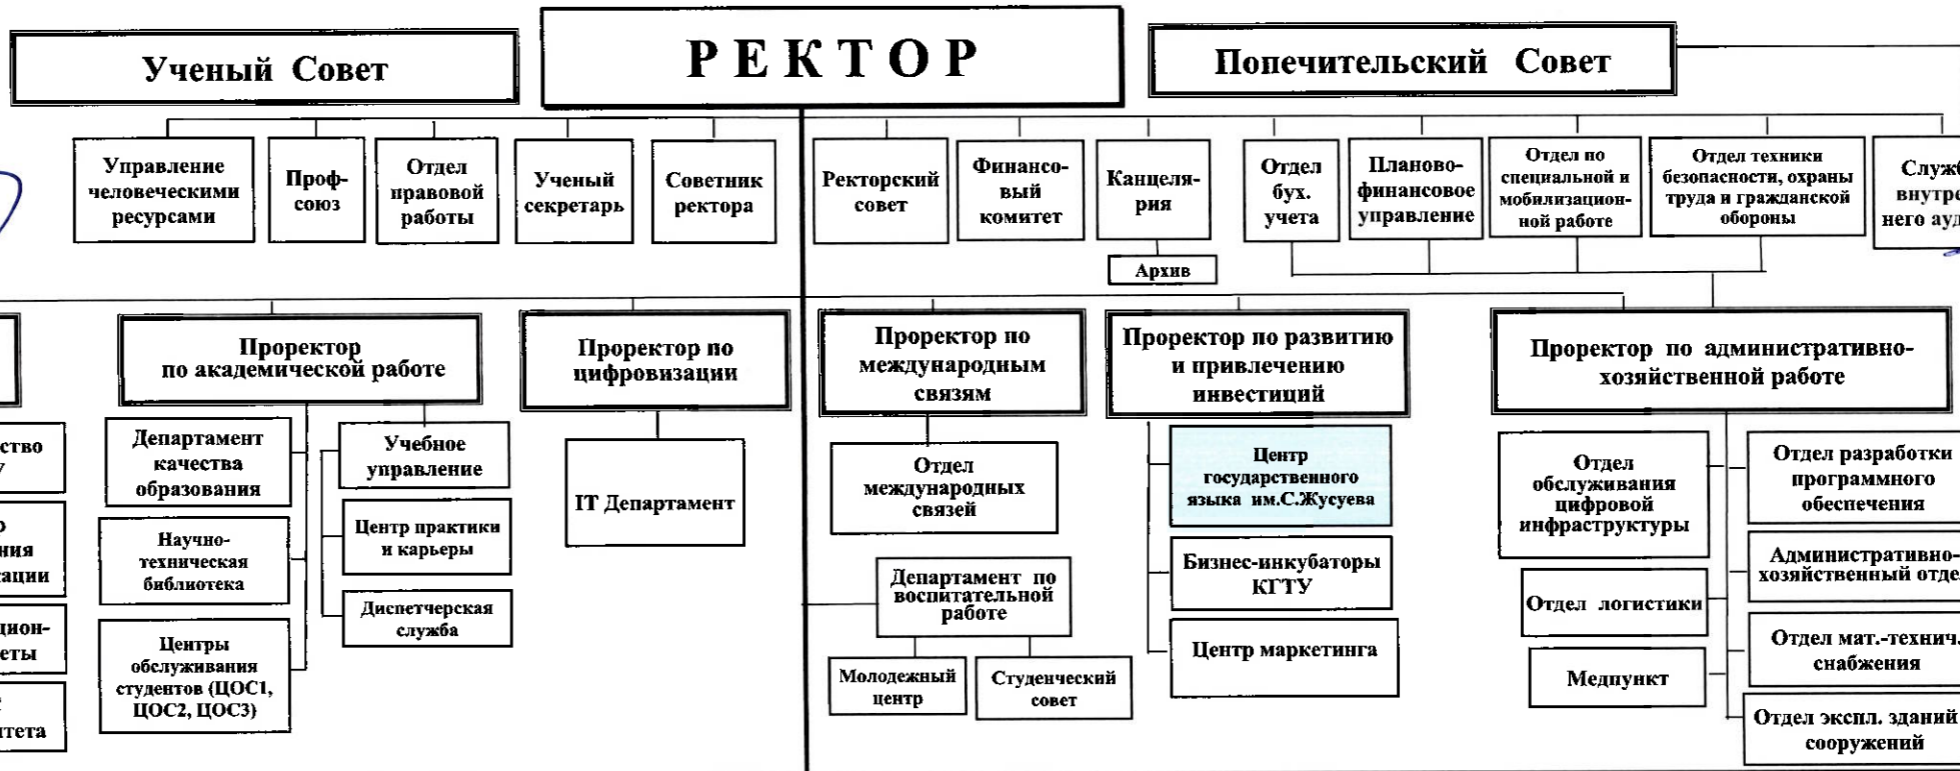 Ученый Совет
РЕКТОР
Попечительский Совет
Управление
человеческими
ресурсами
Проф-
союз
Отдел
правовой
работы
Ученый
секретарь
Советник
ректора
Ректорский
совет
Финансо-
вый
комитет
Канцеля-
рия
Архив
Отдел
бух.
учета
Планово-
финансовое
управление
Отдел по
специальной и
мобилизацион-
ной работе
Отдел техники
безопасности, охраны
труда и гражданской
обороны
Служб
внутре
него ауд
Проректор
по академической работе
Проректор по
цифровизации
Проректор по
международным
связям
Проректор по развитию
и привлечению
инвестиций
Проректор по административно-
хозяйственной работе
ство
У
р
ния
ации
цион-
еты
тета
Департамент
качества
образования
Научно-
техническая
библиотека
Центры
обслуживания
студентов (ЦОС1,
ЦОС2, ЦОС3)
Учебное
управление
Центр практики
и карьеры
Диспетчерская
служба
IT Департамент
Отдел
международных
связей
Департамент по
воспитательной
работе
Молодежный
центр
Студенческий
совет
Центр
государственного
языка им.С.Жусуева
Бизнес-инкубаторы
КГТУ
Центр маркетинга
Отдел
обслуживания
цифровой
инфраструктуры
Отдел логистики
Медпункт
Отдел разработки
программного
обеспечения
Административно-
хозяйственный отде
Отдел мат.-технич.
снабжения
Отдел экспл. зданий
сооружений